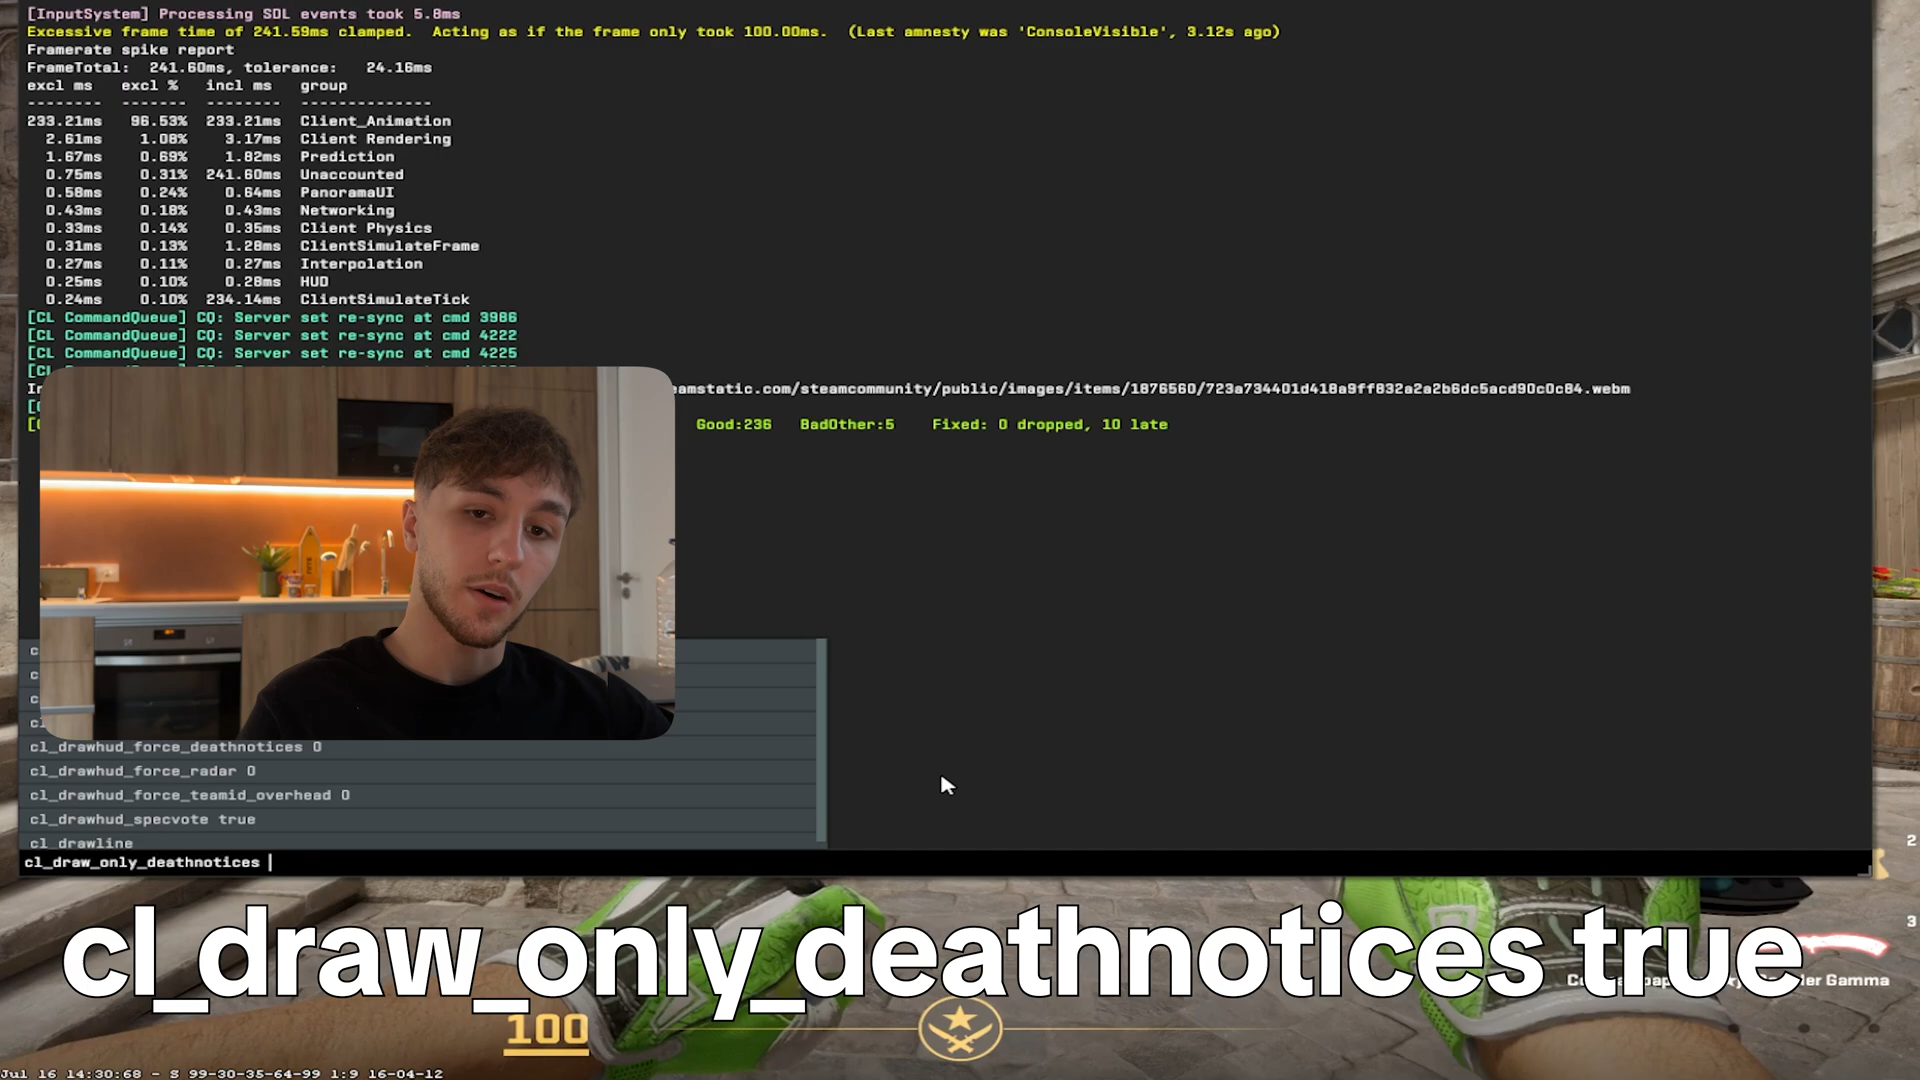 [InputSystem] Processing SDL events took 5.8ms
Excessive frame time of 241.59ms clamped.  Acting as if the frame only took 100.00ms.  (Last amnesty was 'ConsoleVisible', 3.12s ago)
Framerate spike report
FrameTotal:  241.60ms, tolerance:   24.16ms
excl ms   excl %   incl ms   group
--------  -------  --------  --------------
233.21ms   96.53%  233.21ms  Client_Animation
2.61ms    1.08%    3.17ms  Client Rendering
1.67ms    0.69%    1.82ms  Prediction
0.75ms    0.31%  241.60ms  Unaccounted
0.58ms    0.24%    0.64ms  PanoramaUI
0.43ms    0.18%    0.43ms  Networking
0.33ms    0.14%    0.35ms  Client Physics
0.31ms    0.13%    1.28ms  ClientSimulateFrame
0.27ms    0.11%    0.27ms  Interpolation
0.25ms    0.10%    0.28ms  HUD
0.24ms    0.10%  234.14ms  ClientSimulateTick
[CL CommandQueue] CQ: Server set re-sync at cmd 3986
[CL CommandQueue] CQ: Server set re-sync at cmd 4222
[CL CommandQueue] CQ: Server set re-sync at cmd 4225
eamstatic.com/steamcommunity/public/images/items/1876560/723a734401d418a9ff832a2a2b6dc5acd90c0c84.webm
Good:236   BadOther:5    Fixed: 0 dropped, 10 late
cl_drawhud_force_deathnotices 0
cl_drawhud_force_radar 0
cl_drawhud_force_teamid_overhead 0
cl_drawhud_specvote true
cl_drawline
cl_draw_only_deathnotices
2
3
cl_draw_only_deathnotices true
Gamma
100
Jul 16 14:30:68 - S 99-30-35-64-99 1:9 16-04-12